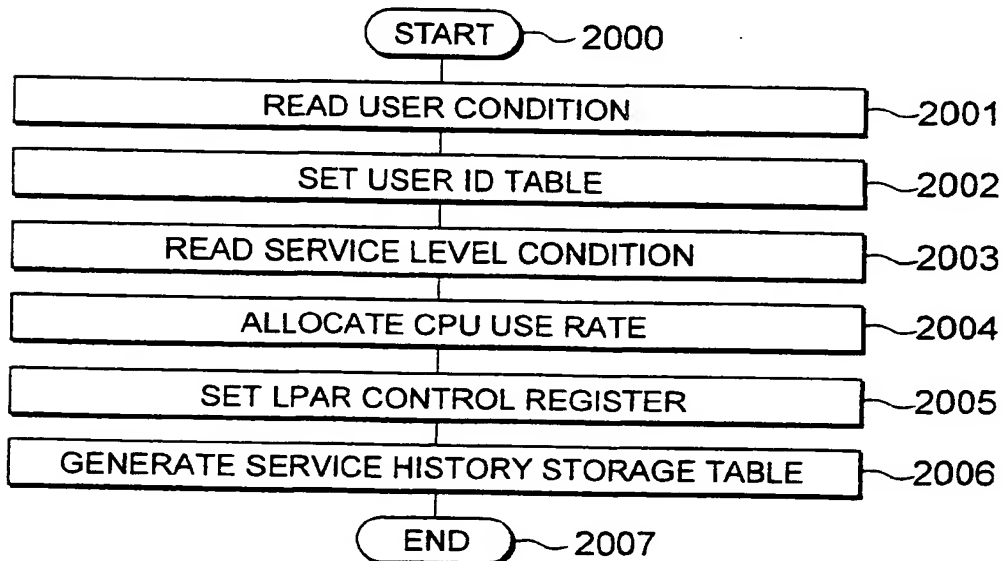 START 2000
READ USER CONDITION 2001
SET USER ID TABLE 2002
READ SERVICE LEVEL CONDITION 2003
ALLOCATE CPU USE RATE 2004
SET LPAR CONTROL REGISTER 2005
GENERATE SERVICE HISTORY STORAGE TABLE 2006
END 2007